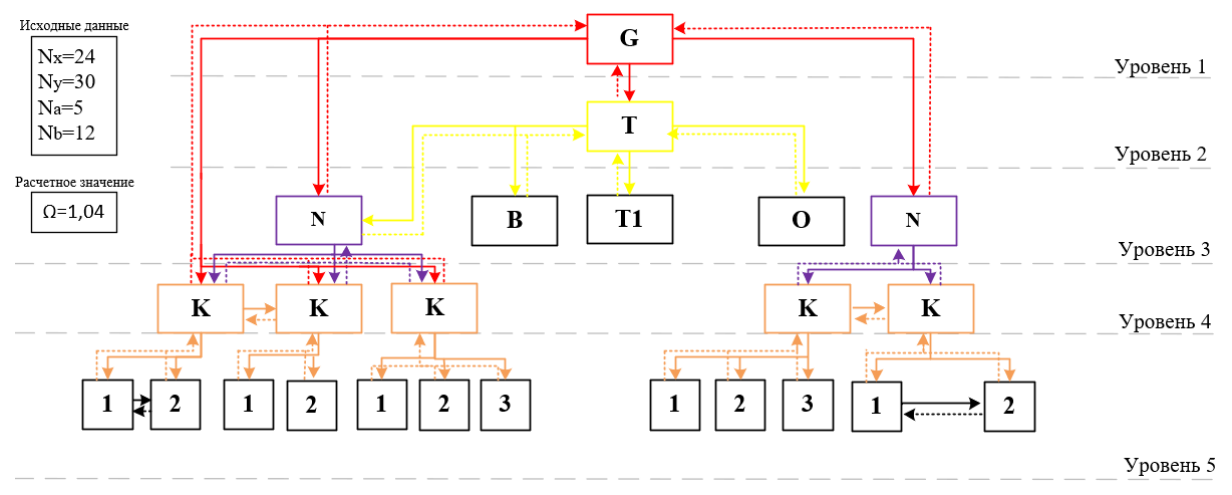 Исходные данные
Nx=24
Ny=30
Na=5
Nb=12
Расчетное значение
Ω=1,04
G
Уровень 1
T
Уровень 2
N
B
T1
O
N
Уровень 3
K
K
K
K
K
Уровень 4
1
2
1
2
1
2
3
1
2
3
1
2
Уровень 5